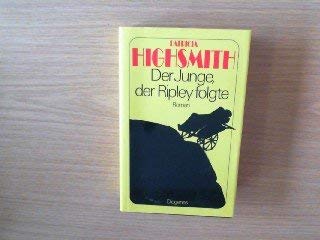 PATRICIA
HIGHSMITH
Der Junge,
der Ripley folgte
Roman
Diogenes